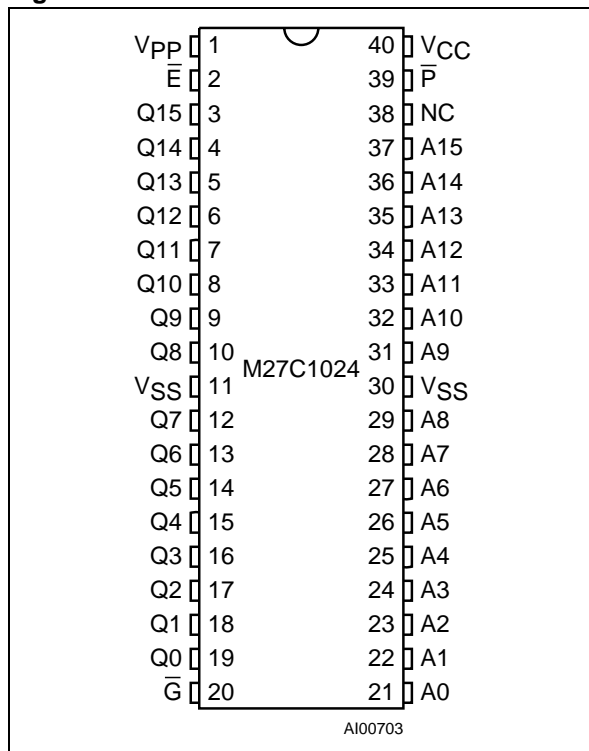 VPP 1 40 VCC
E̅ 2 39 P̅
Q15 3 38 NC
Q14 4 37 A15
Q13 5 36 A14
Q12 6 35 A13
Q11 7 34 A12
Q10 8 33 A11
Q9 9 32 A10
Q8 10 31 A9
M27C1024
VSS 11 30 VSS
Q7 12 29 A8
Q6 13 28 A7
Q5 14 27 A6
Q4 15 26 A5
Q3 16 25 A4
Q2 17 24 A3
Q1 18 23 A2
Q0 19 22 A1
G̅ 20 21 A0
AI00703